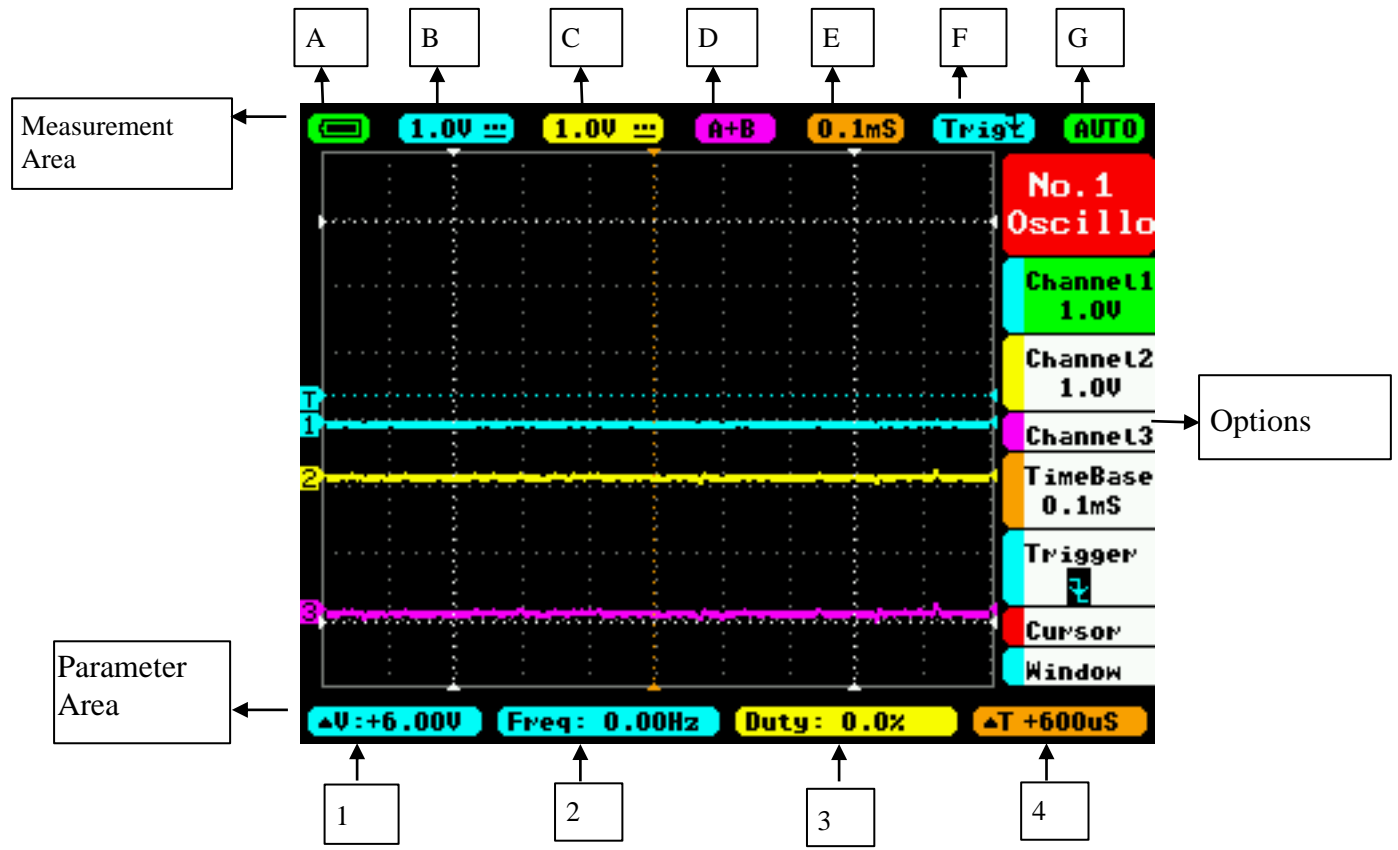 A B C D E F G
Measurement
Area
1.0V 1.0V A+B 0.1mS Trig AUTO
No.1
Oscillo
Channel1
1.0V
Channel2
1.0V
Channel3
TimeBase
0.1mS
Trigger
Cursor
Window
Options
T
1
2
3
Parameter
Area
▲V:+6.00V Freq: 0.00Hz Duty: 0.0% ▲T +600uS
1 2 3 4